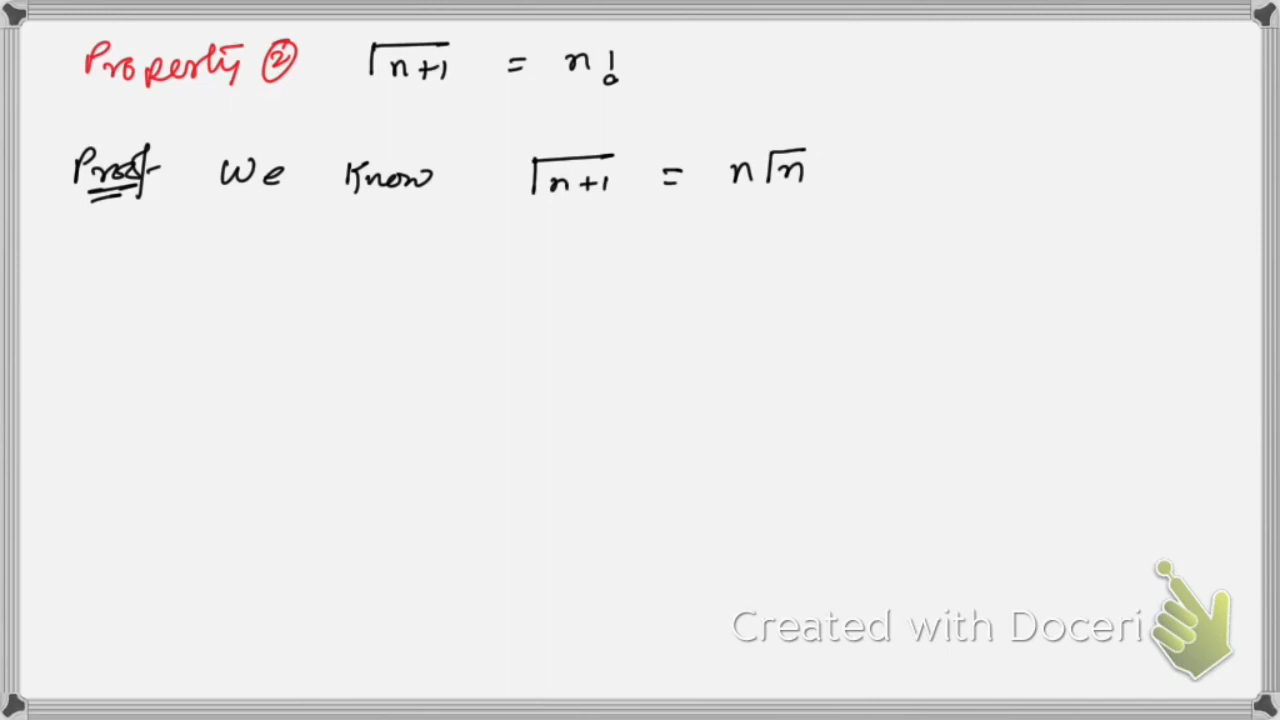 Property ② Γn+1 = n!
Proof We Know Γn+1 = nΓn
Created with Doceri